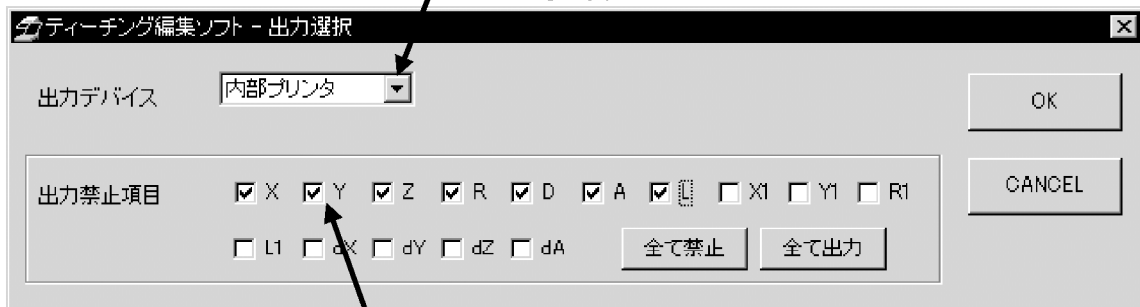 ティーチング編集ソフト - 出力選択
出力デバイス 内部プリンタ OK
出力禁止項目 X Y Z R D A L X1 Y1 R1 CANCEL
L1 dX dY dZ dA 全て禁止 全て出力